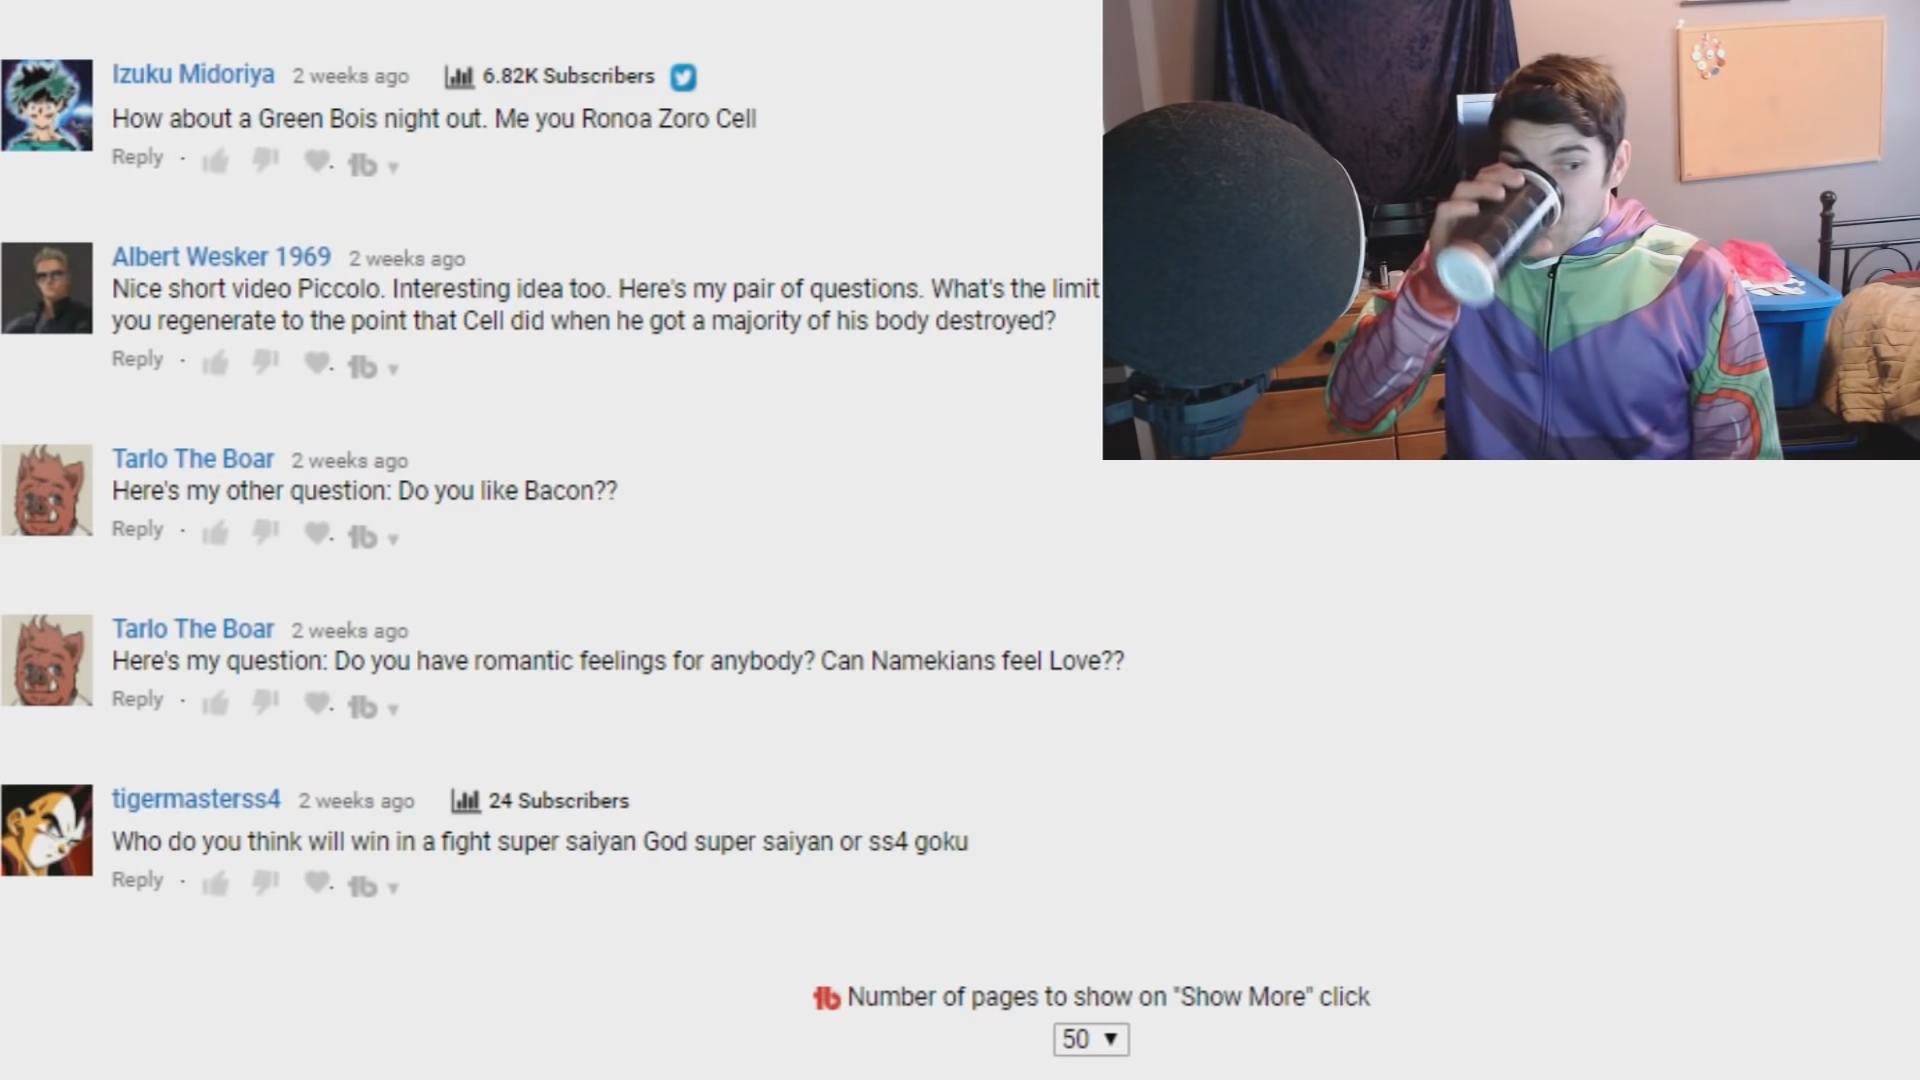 Izuku Midoriya 2 weeks ago 6.82K Subscribers
How about a Green Bois night out. Me you Ronoa Zoro Cell
Reply
Albert Wesker 1969 2 weeks ago
Nice short video Piccolo. Interesting idea too. Here's my pair of questions. What's the limit
you regenerate to the point that Cell did when he got a majority of his body destroyed?
Reply
Tarlo The Boar 2 weeks ago
Here's my other question: Do you like Bacon??
Reply
Tarlo The Boar 2 weeks ago
Here's my question: Do you have romantic feelings for anybody? Can Namekians feel Love??
Reply
tigermasterss4 2 weeks ago 24 Subscribers
Who do you think will win in a fight super saiyan God super saiyan or ss4 goku
Reply
Number of pages to show on "Show More" click
50